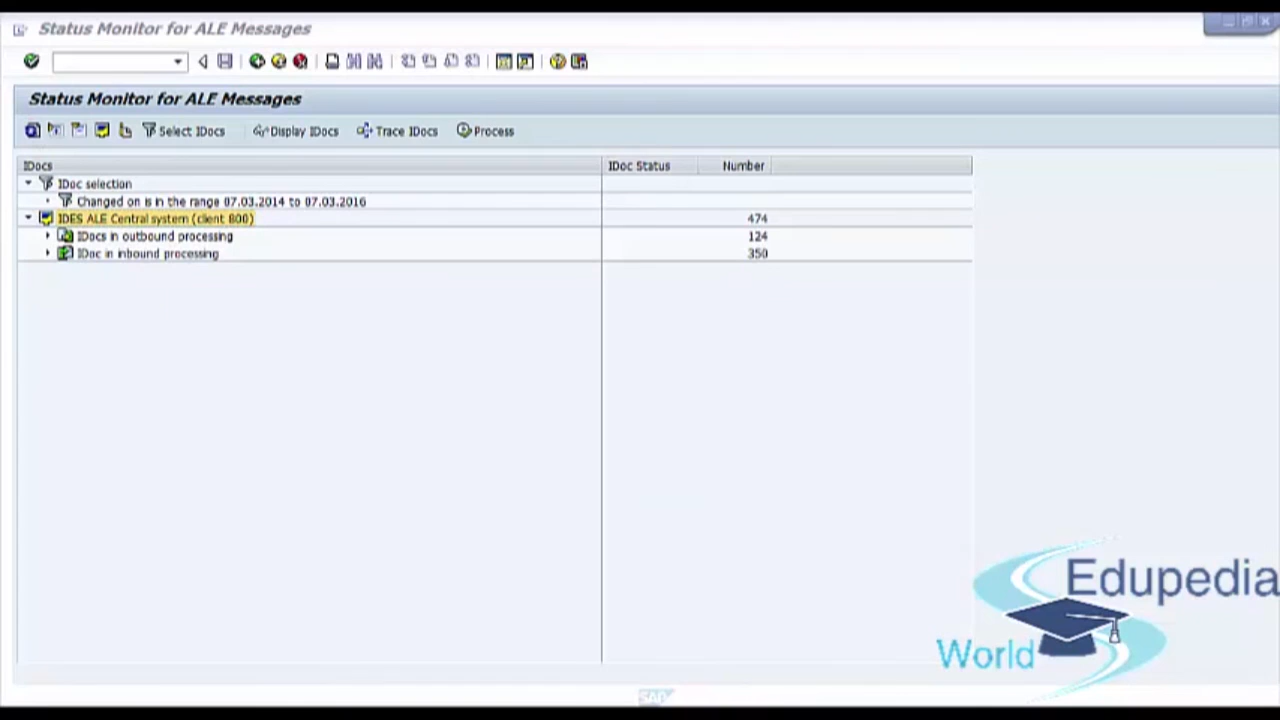 Status Monitor for ALE Messages
Status Monitor for ALE Messages
Select IDocs Display IDocs Trace IDocs Process
IDocs IDoc Status Number
IDoc selection
Changed on is in the range 07.03.2014 to 07.03.2016
IDES ALE Central system (client 800) 474
IDocs in outbound processing 124
IDoc in inbound processing 350
Edupedia
World
SAP